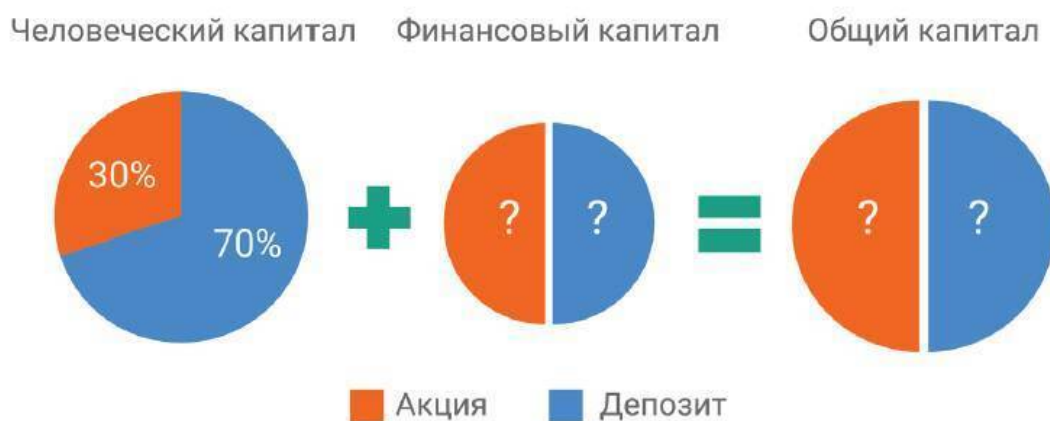 Человеческий капитал
Финансовый капитал
Общий капитал
30%
70%
?
?
?
?
Акция
Депозит